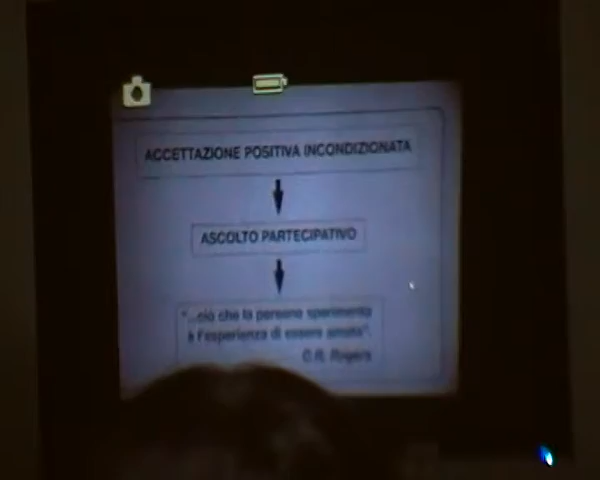 ACCETTAZIONE POSITIVA INCONDIZIONATA
ASCOLTO PARTECIPATIVO
"...ciò che la persona sperimenta
è l'esperienza di essere amata".
C.R. Rogers